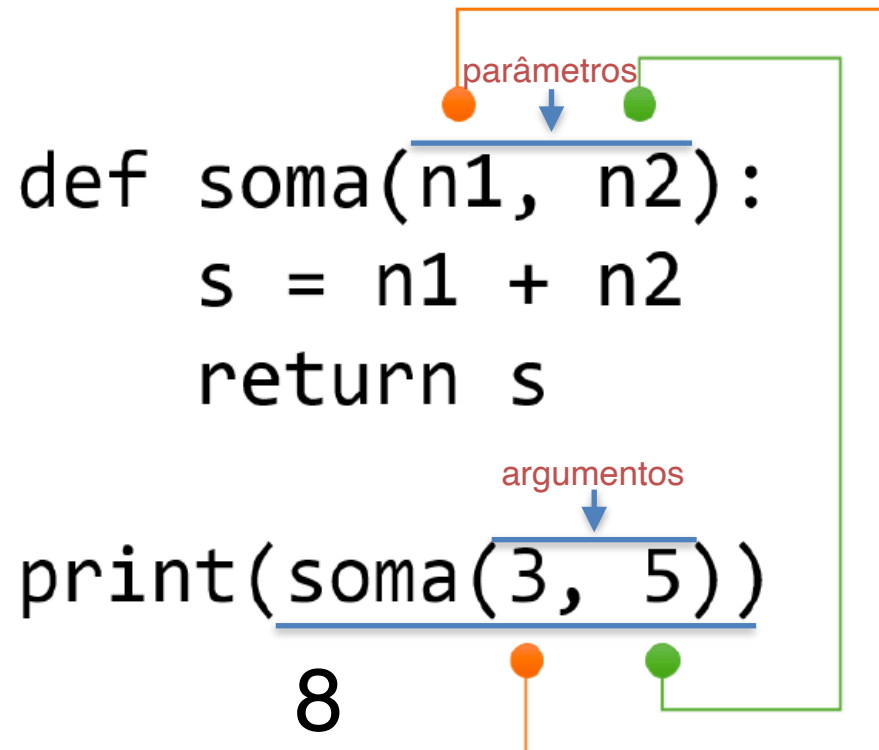 parâmetros
def soma(n1, n2):
    s = n1 + n2
    return s
argumentos
print(soma(3, 5))
8